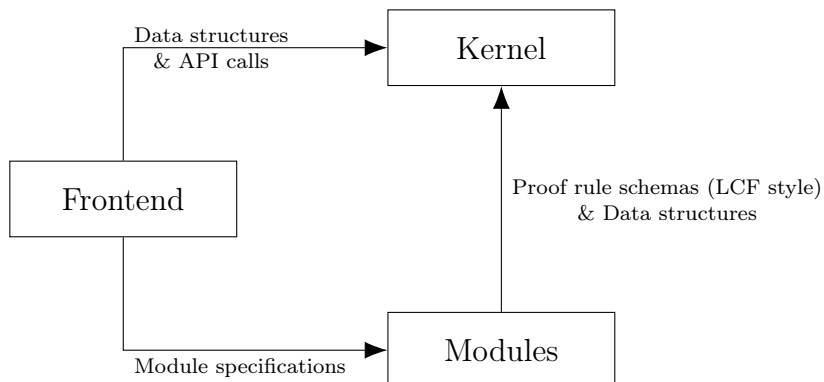 Data structures
& API calls
Kernel
Frontend
Proof rule schemas (LCF style)
& Data structures
Module specifications
Modules